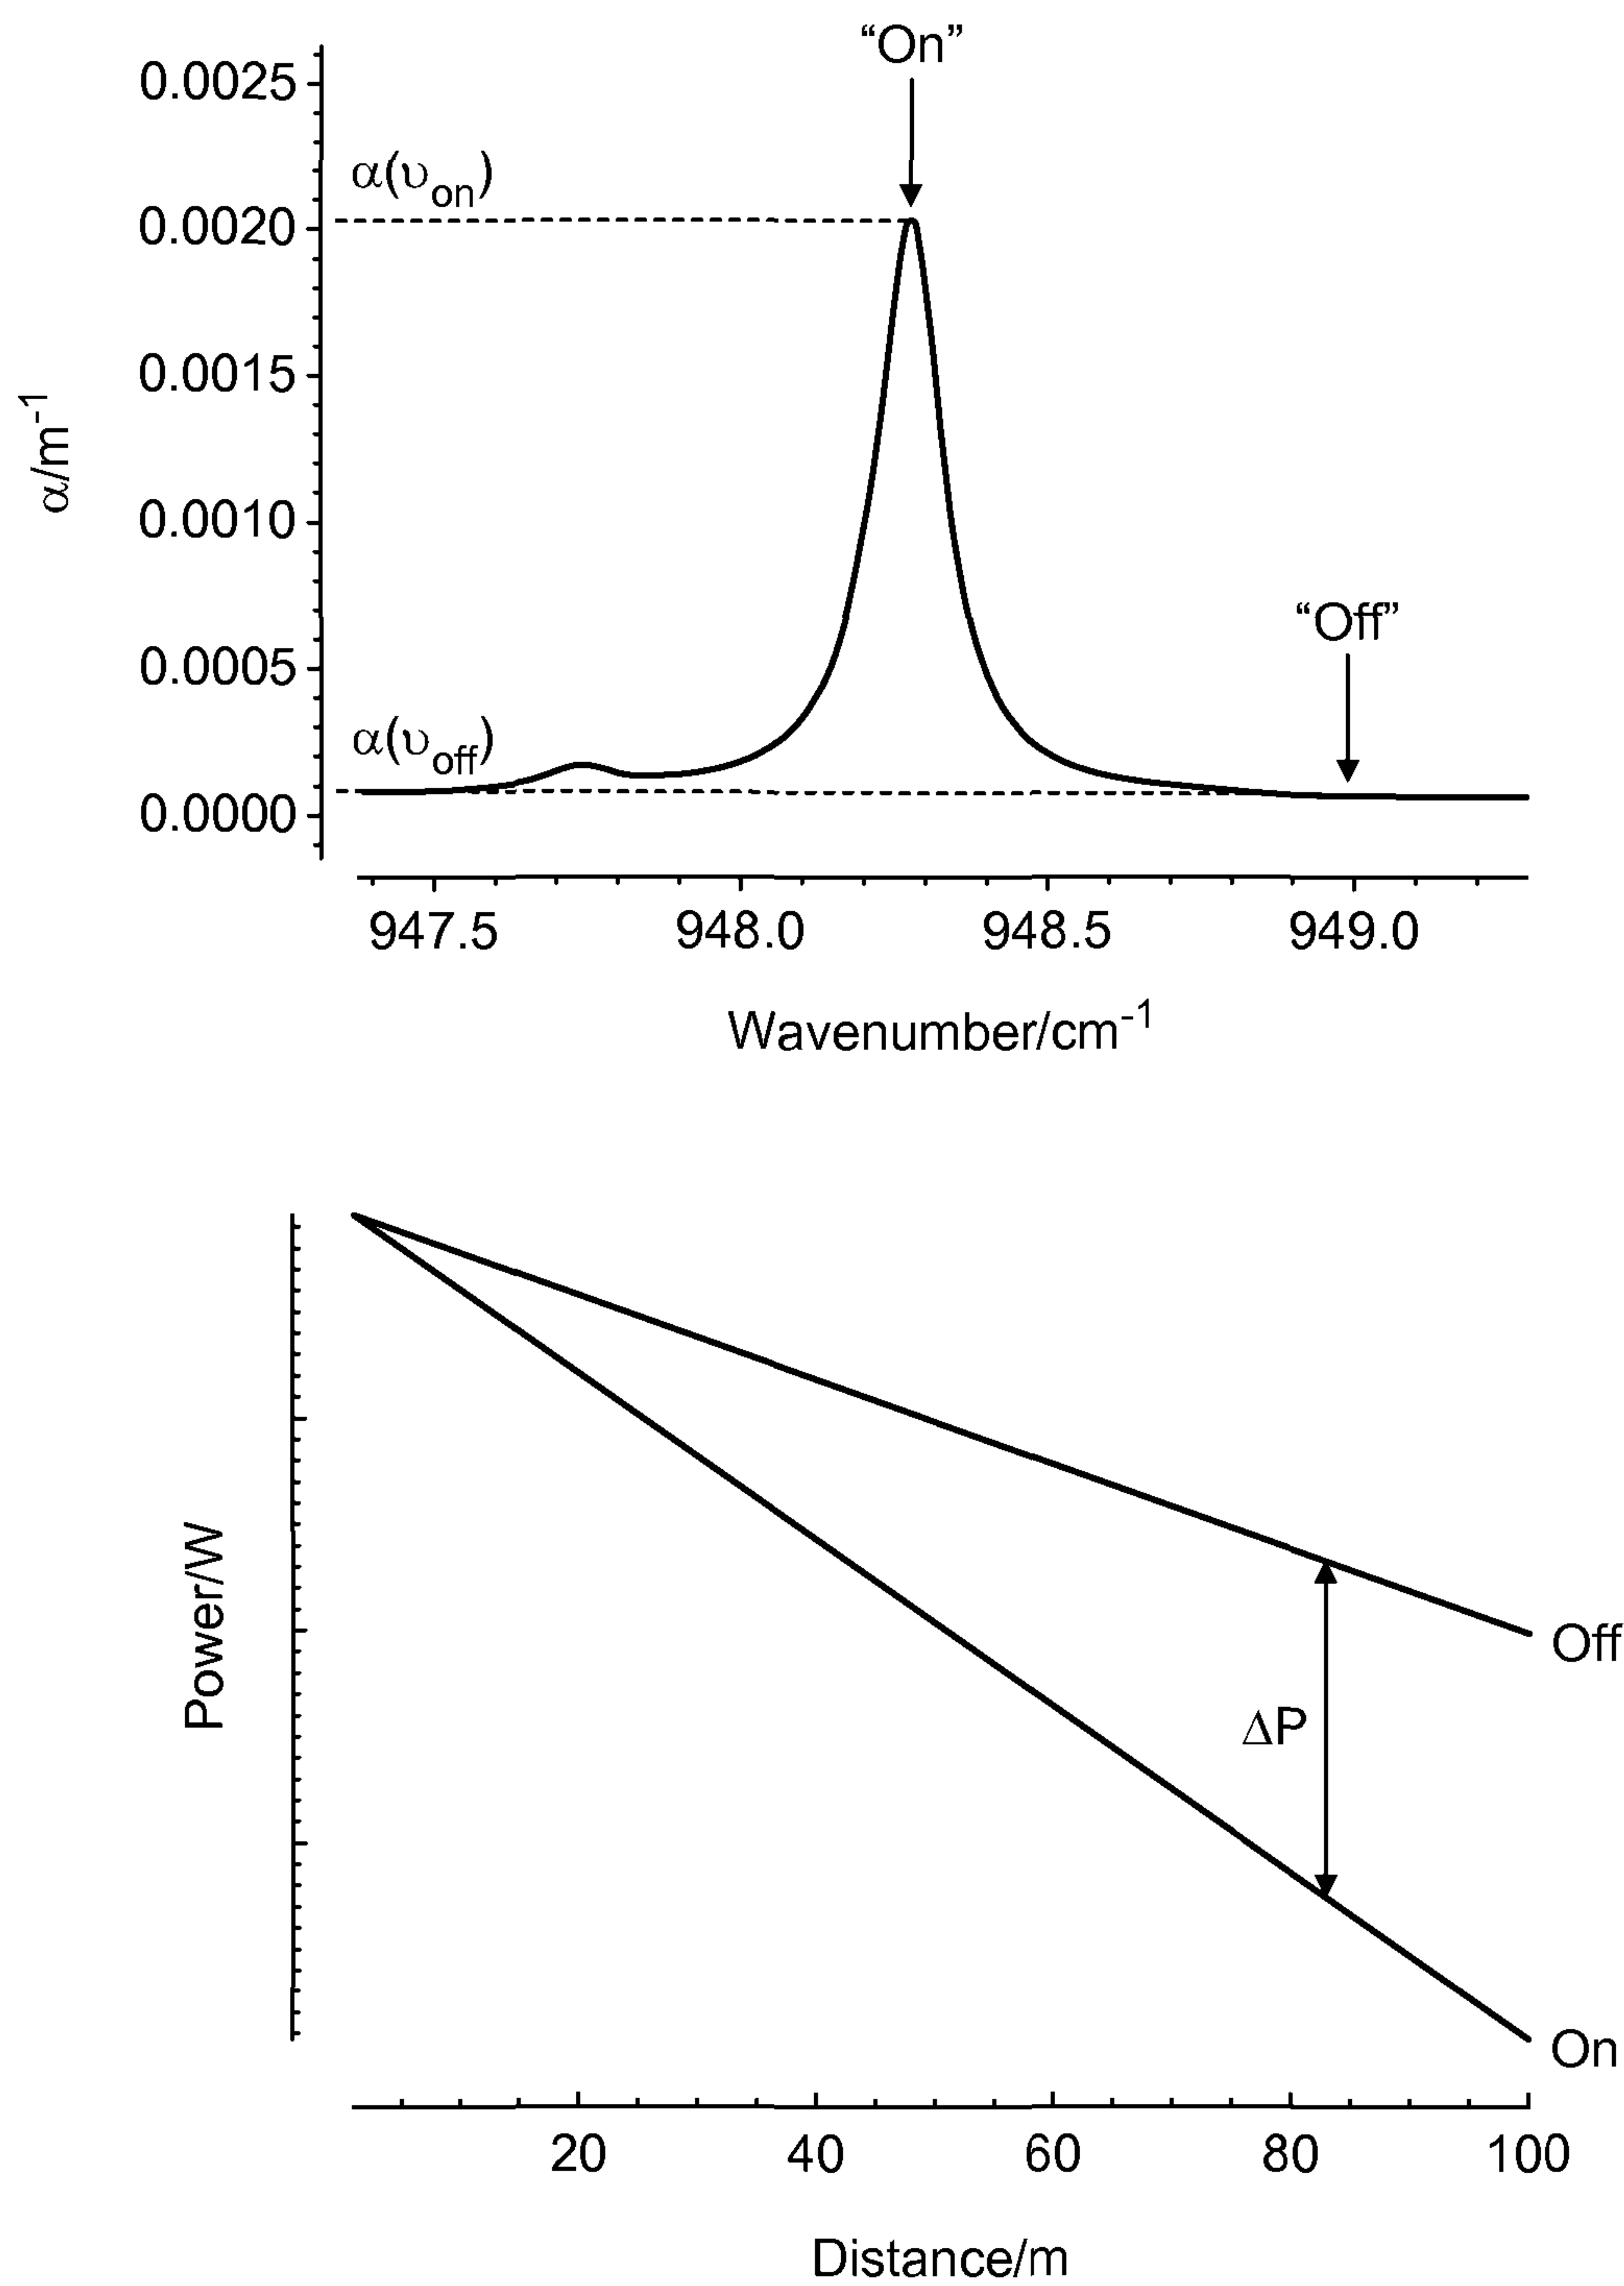 “On”
0.0025
α(υon)
0.0020
0.0015
α/m-1
0.0010
“Off”
0.0005
α(υoff)
0.0000
947.5 948.0 948.5 949.0
Wavenumber/cm-1
Power/W
Off
ΔP
On
20 40 60 80 100
Distance/m